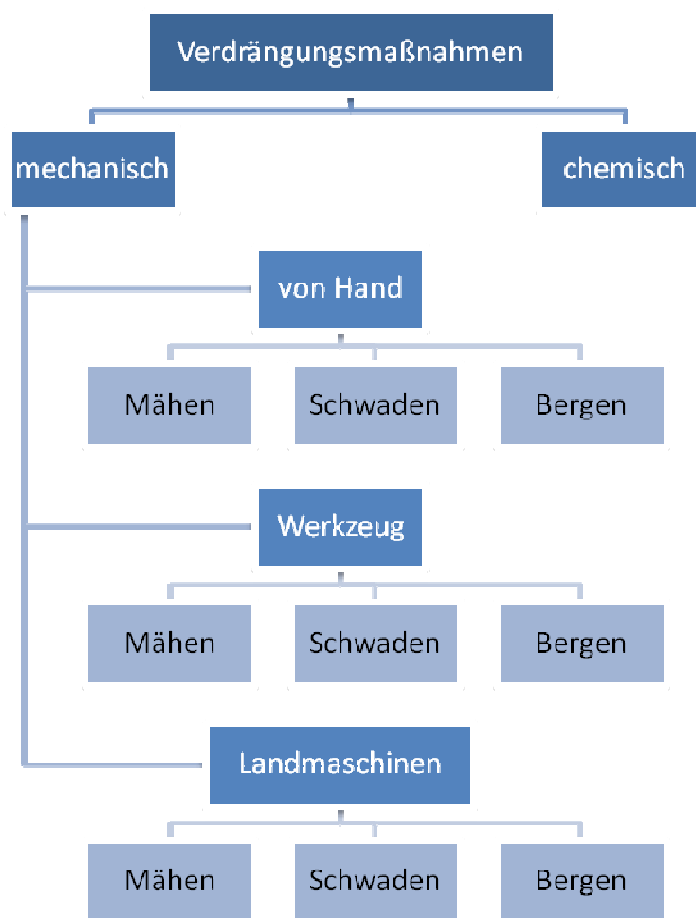 Verdrängungsmaßnahmen
mechanisch
chemisch
von Hand
Mähen
Schwaden
Bergen
Werkzeug
Mähen
Schwaden
Bergen
Landmaschinen
Mähen
Schwaden
Bergen